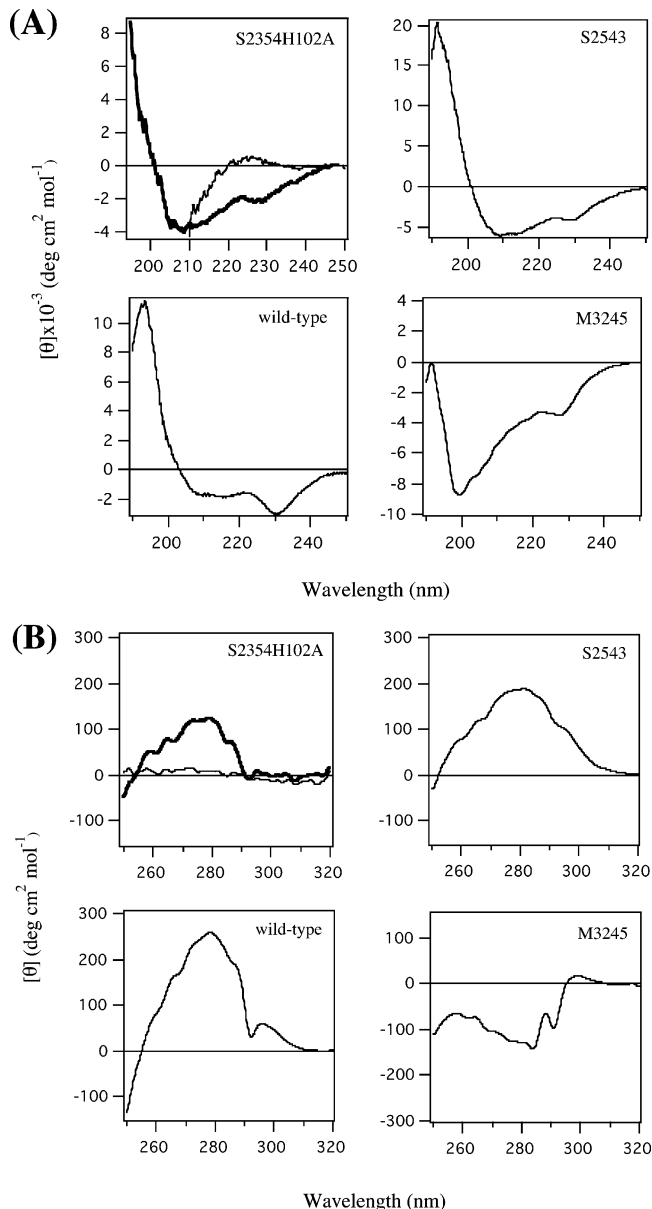 (A)
S2354H102A
S2543
8
6
4
2
0
-2
-4
200 210 220 230 240 250
20
15
10
5
0
-5
200 220 240
[θ]x10⁻³ (deg cm² mol⁻¹)
wild-type
M3245
10
8
6
4
2
0
-2
200 220 240
4
2
0
-2
-4
-6
-8
-10
200 220 240
Wavelength (nm)
(B)
S2354H102A
S2543
300
200
100
0
-100
260 280 300 320
300
200
100
0
-100
260 280 300 320
[θ] (deg cm² mol⁻¹)
wild-type
M3245
300
200
100
0
-100
260 280 300 320
100
0
-100
-200
-300
260 280 300 320
Wavelength (nm)